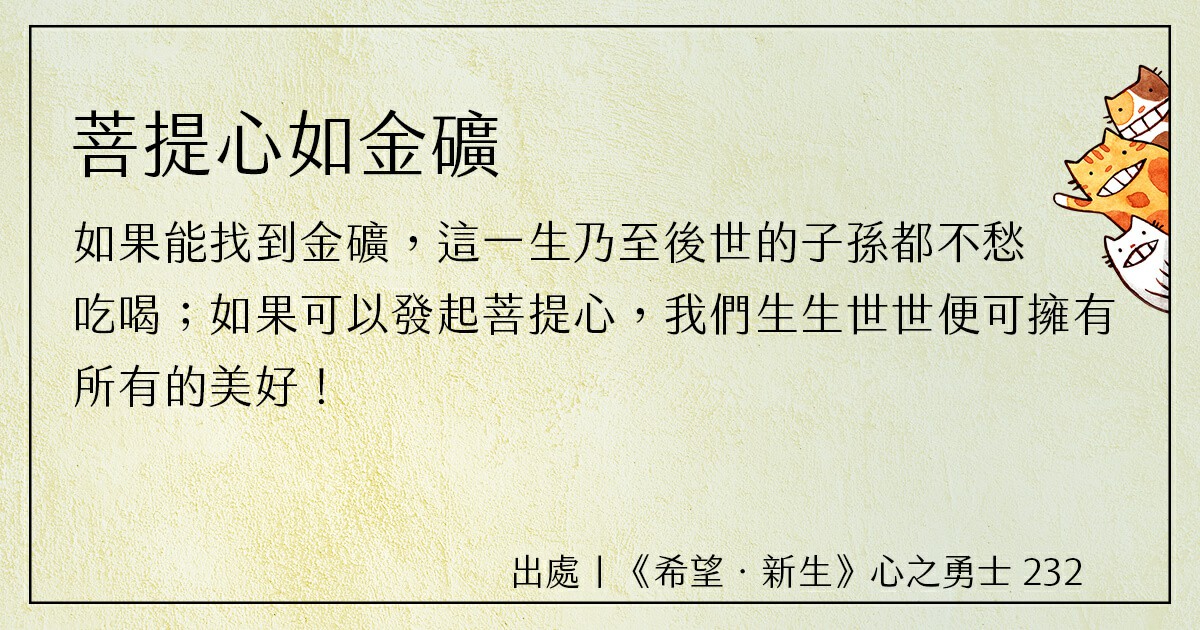 菩提心如金礦
如果能找到金礦，這一生乃至後世的子孫都不愁
吃喝；如果可以發起菩提心，我們生生世世便可擁有
所有的美好！
出處〡《希望．新生》心之勇士 232